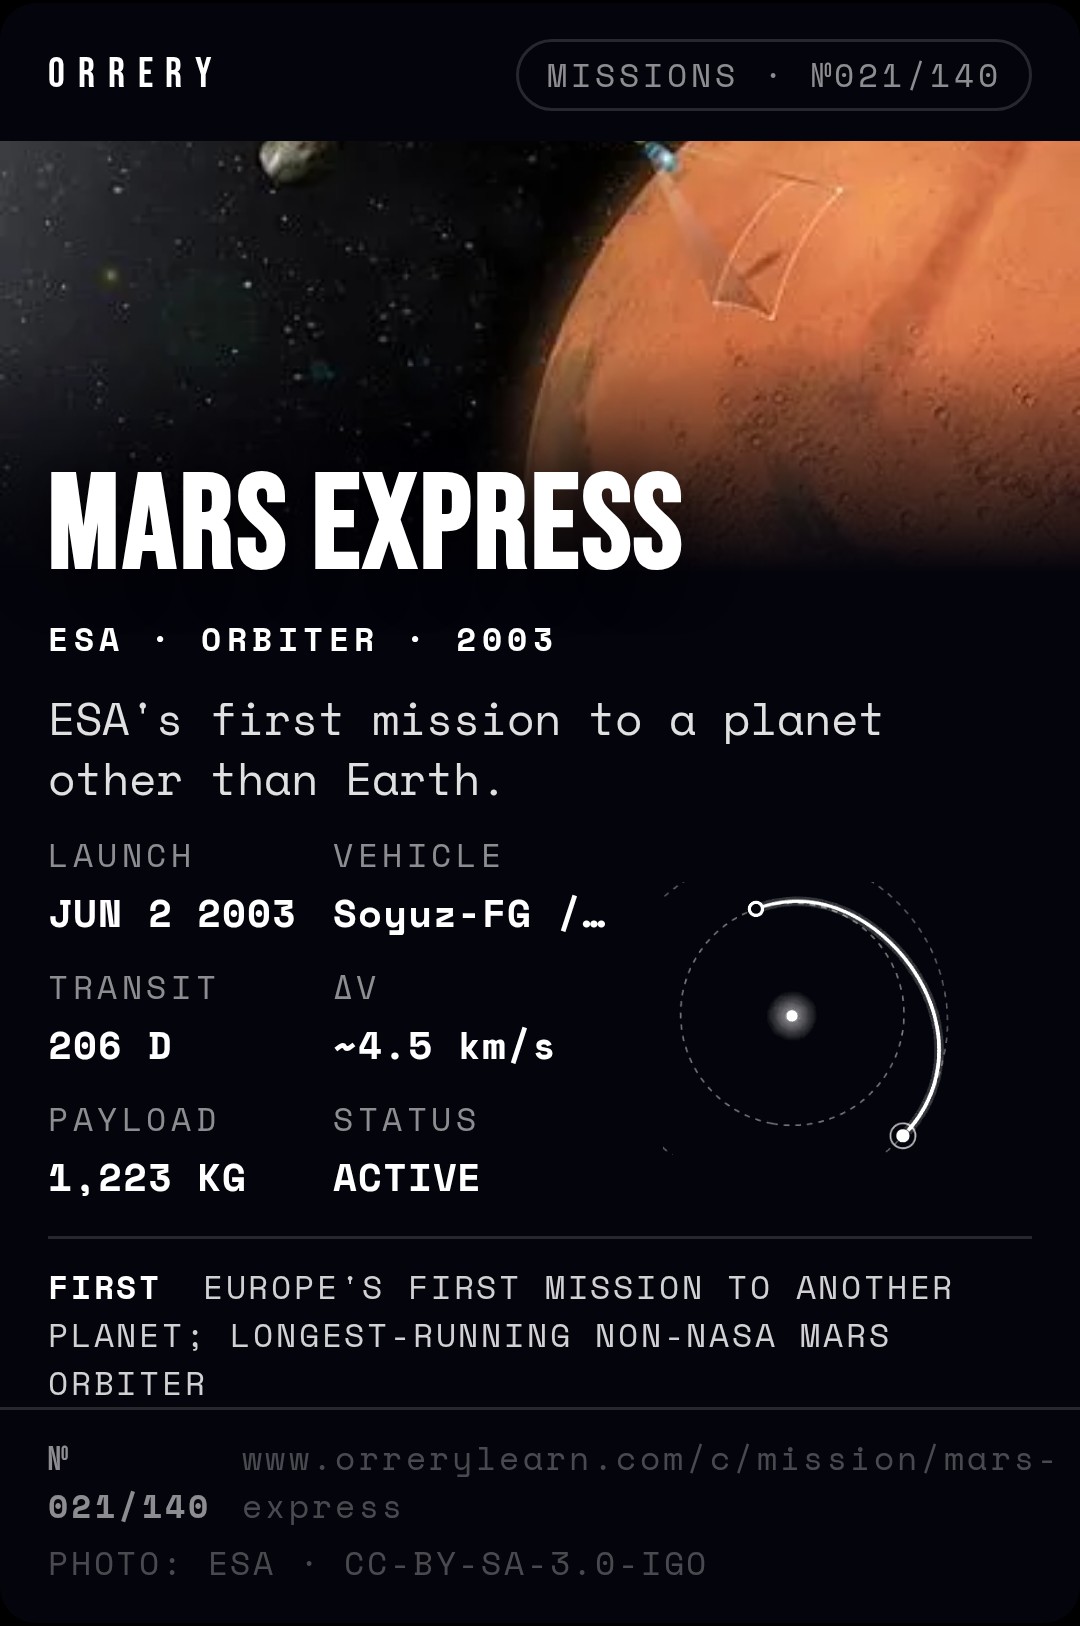 ORRERY
MISSIONS · №021/140
MARS EXPRESS
ESA · ORBITER · 2003
ESA's first mission to a planet
other than Earth.
LAUNCH VEHICLE
JUN 2 2003 Soyuz-FG /…
TRANSIT ΔV
206 D ~4.5 km/s
PAYLOAD STATUS
1,223 KG ACTIVE
FIRST EUROPE'S FIRST MISSION TO ANOTHER
PLANET; LONGEST-RUNNING NON-NASA MARS
ORBITER
№ www.orrerylearn.com/c/mission/mars-
021/140 express
PHOTO: ESA · CC-BY-SA-3.0-IGO